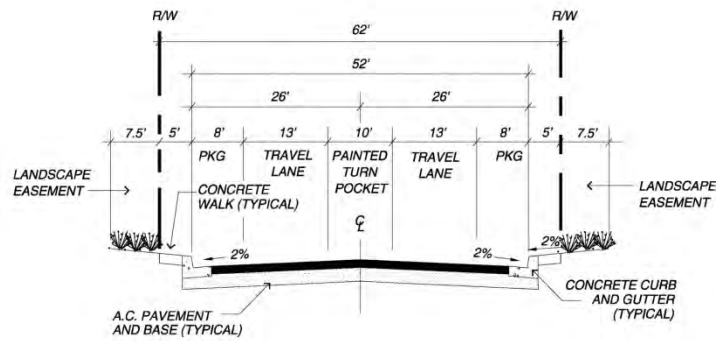 R/W
R/W
62'
52'
26'
26'
7.5'
5'
8'
13'
10'
13'
8'
5'
7.5'
PKG
TRAVEL
LANE
PAINTED
TURN
POCKET
TRAVEL
LANE
PKG
LANDSCAPE
EASEMENT
CONCRETE
WALK (TYPICAL)
LANDSCAPE
EASEMENT
CL
2%
2%
2%
A.C. PAVEMENT
AND BASE (TYPICAL)
CONCRETE CURB
AND GUTTER
(TYPICAL)